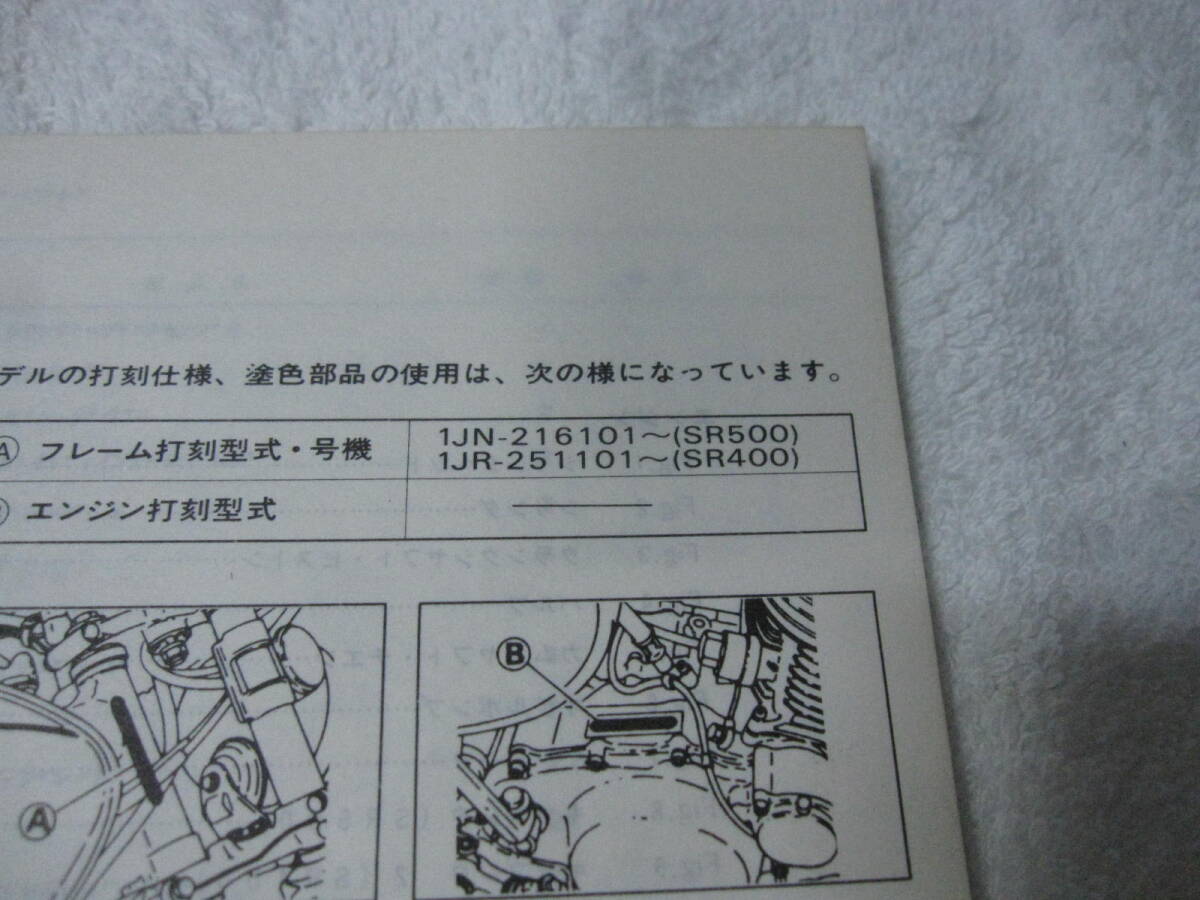 デルの打刻仕様、塗色部品の使用は、次の様になっています。
Ⓐ フレーム打刻型式・号機
1JN-216101～(SR500)
1JR-251101～(SR400)
エンジン打刻型式
Ⓑ
Ⓐ